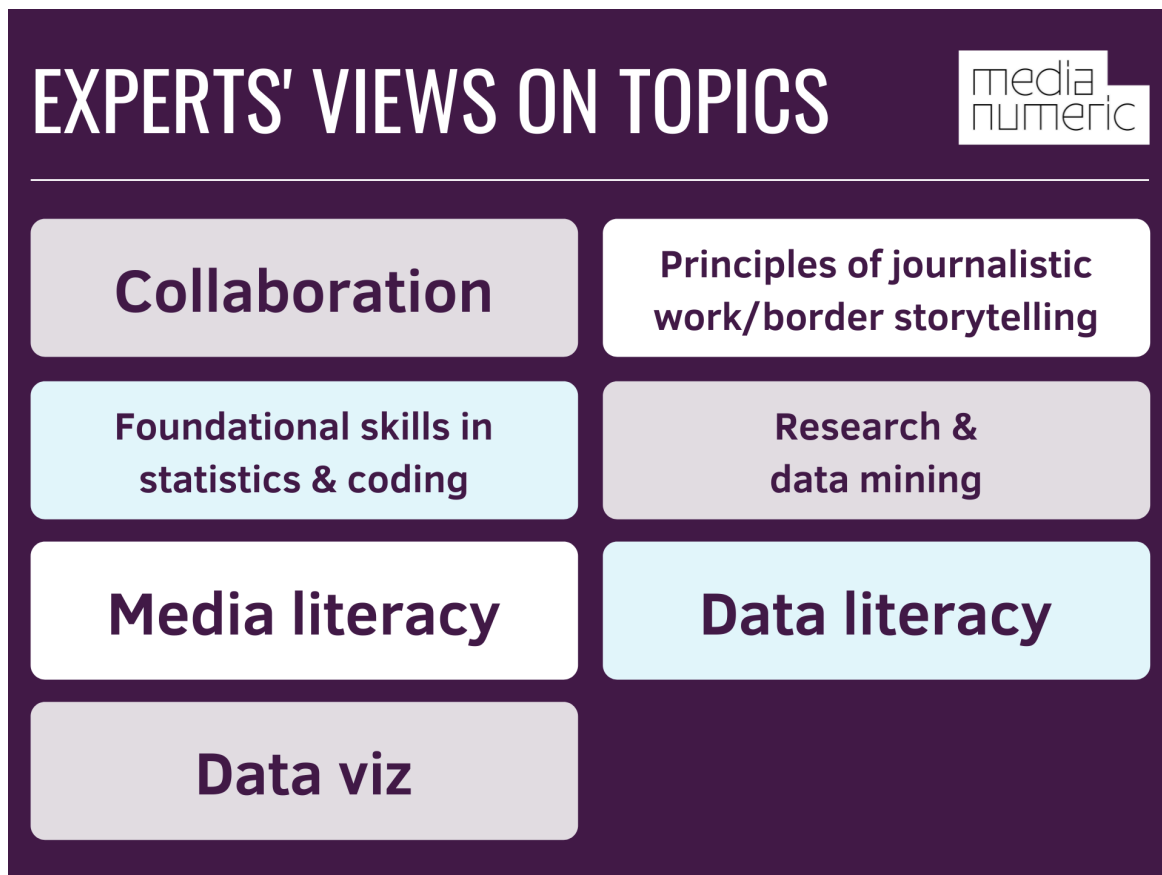 EXPERTS' VIEWS ON TOPICS
media
numeric
Collaboration
Principles of journalistic
work/border storytelling
Foundational skills in
statistics & coding
Research &
data mining
Media literacy
Data literacy
Data viz